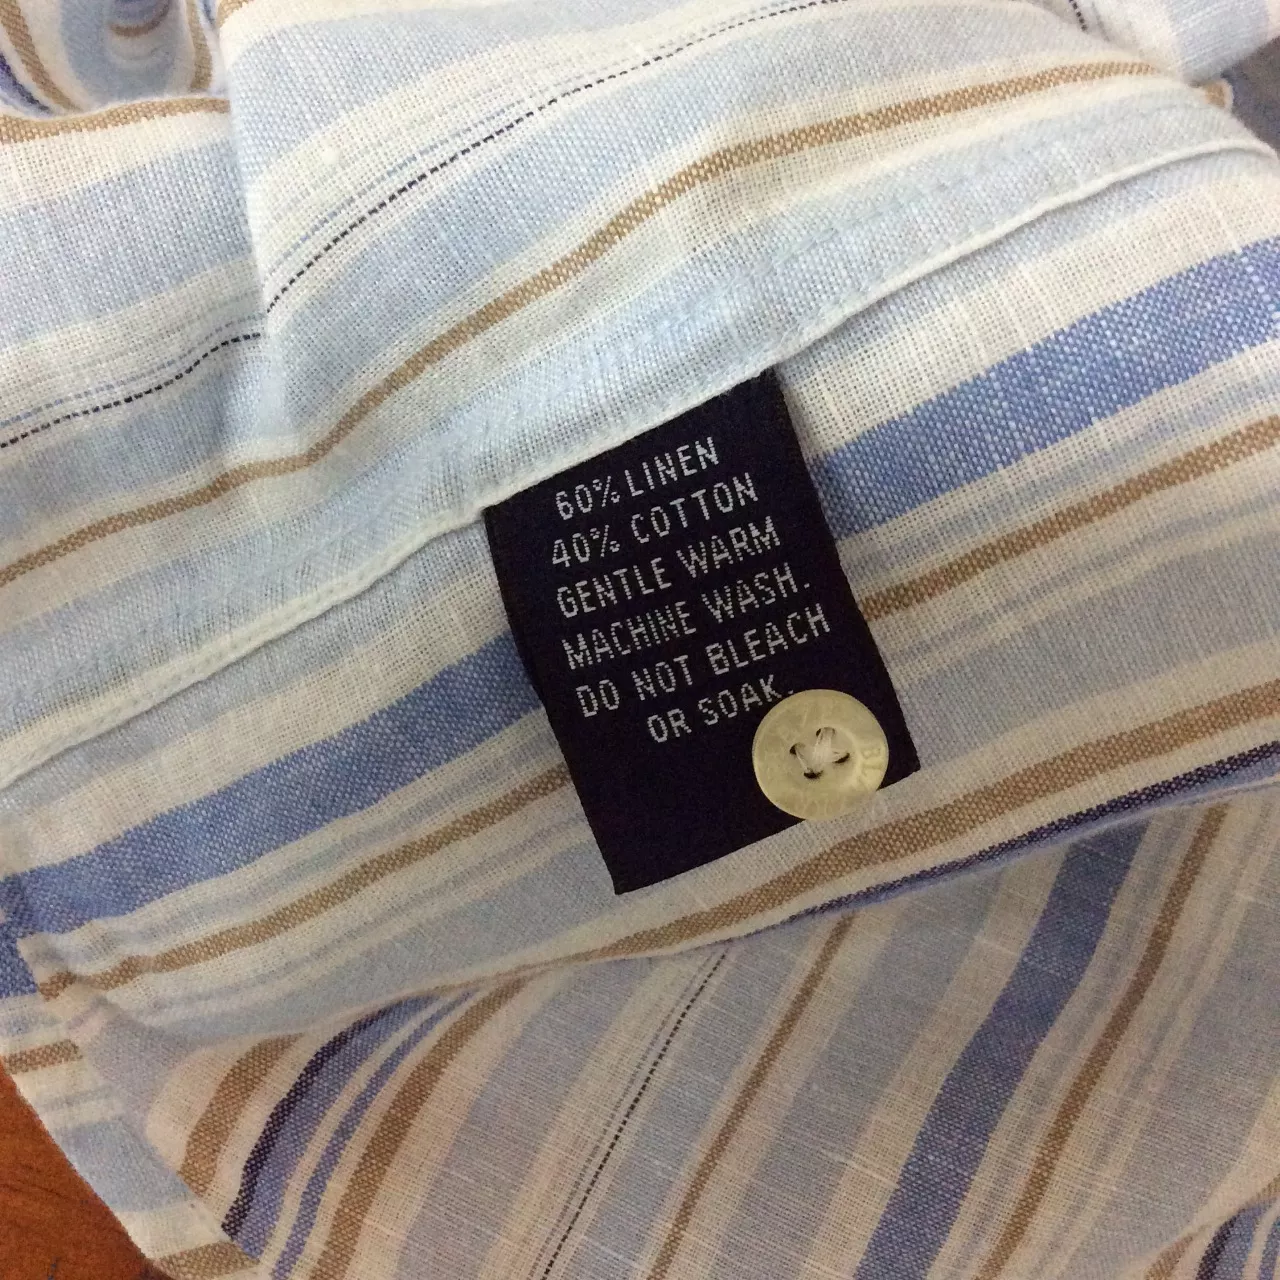 60% LINEN
40% COTTON
GENTLE WARM
MACHINE WASH.
DO NOT BLEACH
OR SOAK.